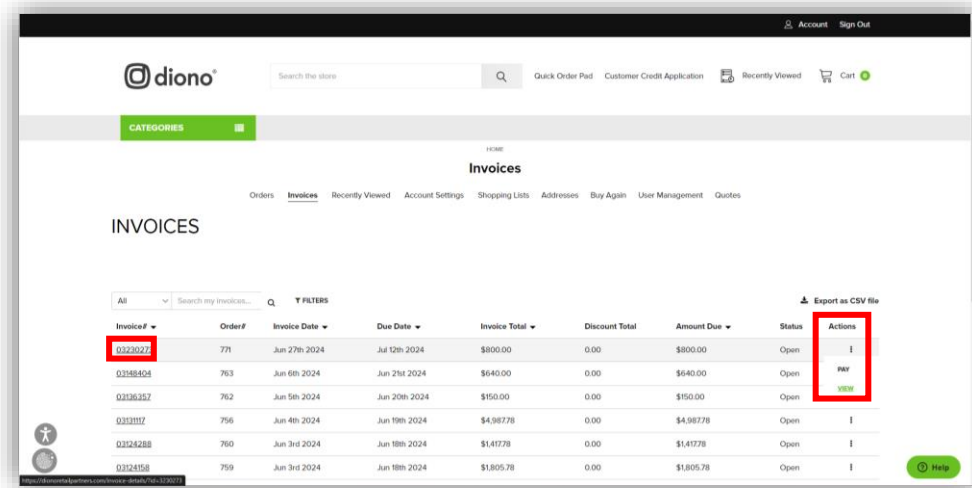 Account Sign Out
diono®
Search the store
Quick Order Pad Customer Credit Application Recently Viewed Cart 0
CATEGORIES
HOME
Invoices
Orders Invoices Recently Viewed Account Settings Shopping Lists Addresses Buy Again User Management Quotes
INVOICES
All Search my invoices... FILTERS Export as CSV file
Invoice# Order# Invoice Date Due Date Invoice Total Discount Total Amount Due Status Actions
03230273 771 Jun 27th 2024 Jul 12th 2024 $800.00 0.00 $800.00 Open
PAY
03148404 763 Jun 6th 2024 Jun 21st 2024 $640.00 0.00 $640.00 Open
VIEW
03136357 762 Jun 5th 2024 Jun 20th 2024 $150.00 0.00 $150.00 Open
03131117 756 Jun 4th 2024 Jun 19th 2024 $4,987.78 0.00 $4,987.78 Open
03124288 760 Jun 3rd 2024 Jun 18th 2024 $1,417.78 0.00 $1,417.78 Open
03124158 759 Jun 3rd 2024 Jun 18th 2024 $1,805.78 0.00 $1,805.78 Open
Help
https://dionoretailpartners.com/invoice-details/?id=3230273